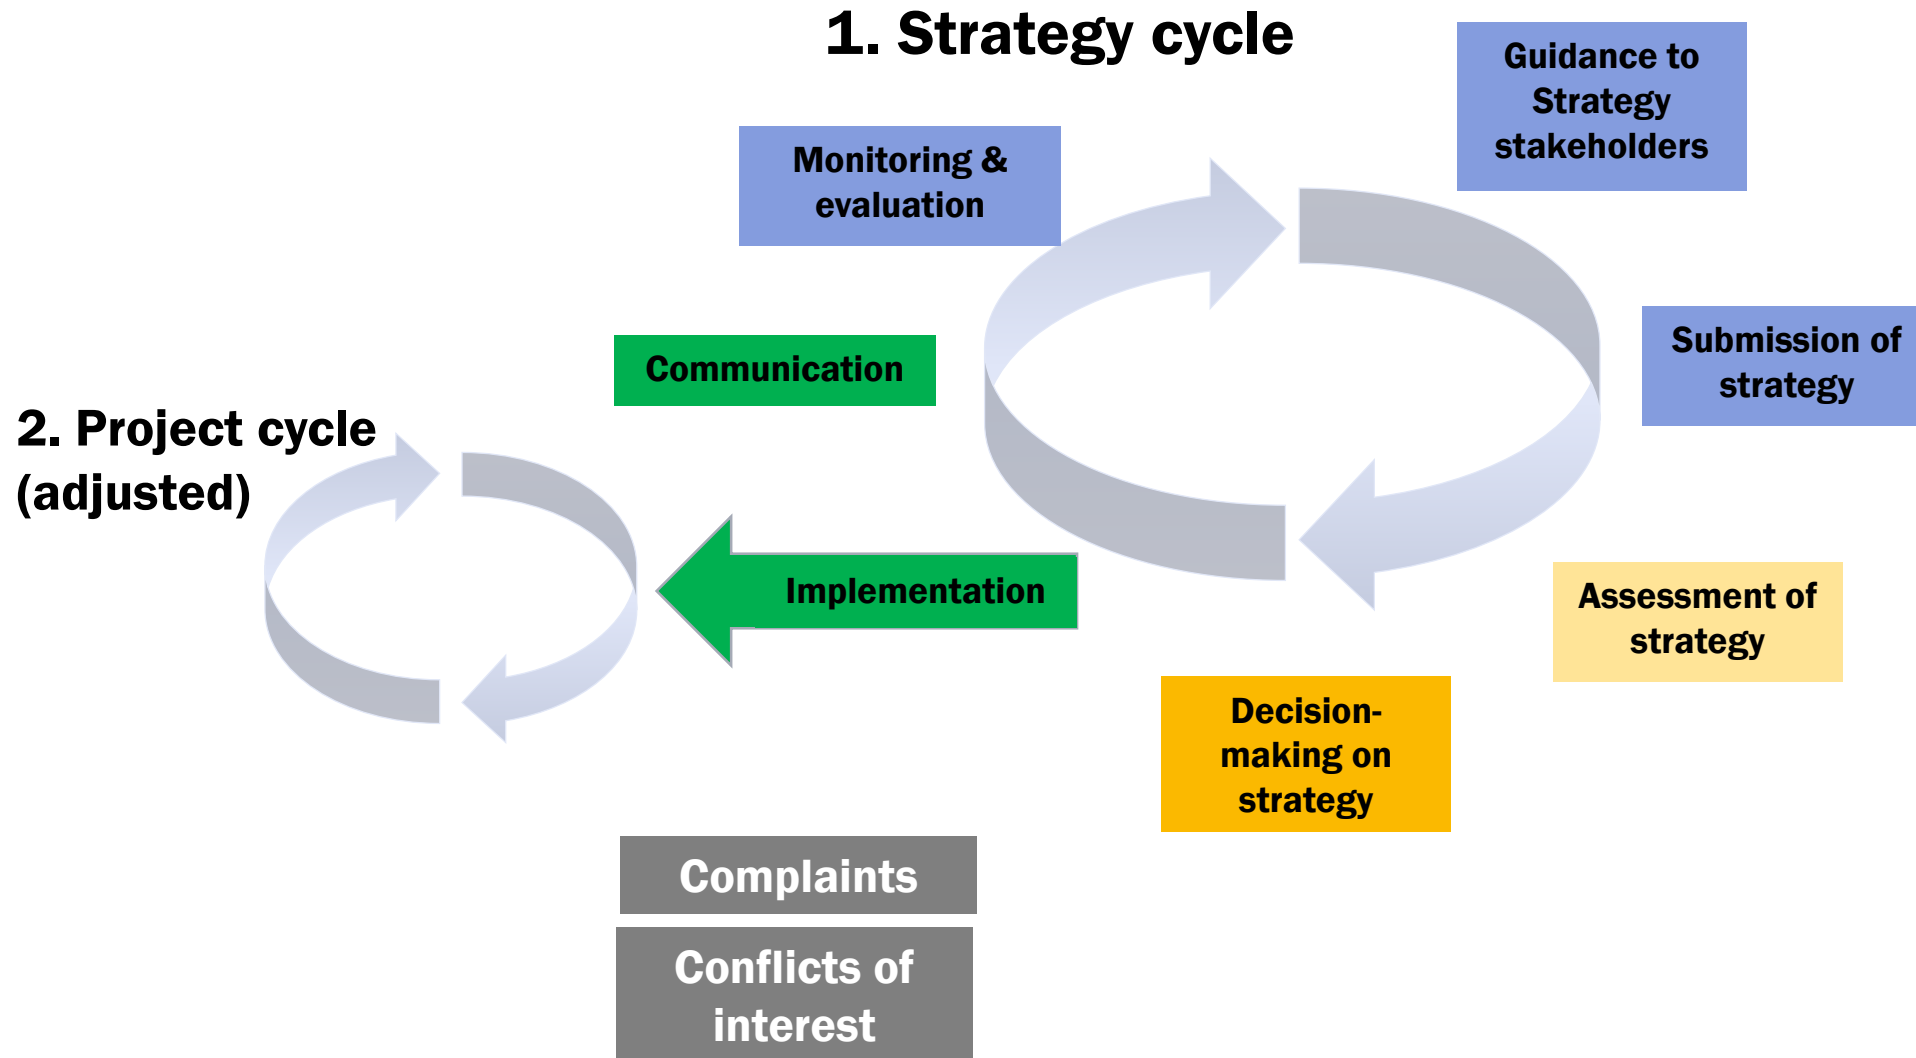 1. Strategy cycle
Guidance to
Strategy
stakeholders
Monitoring &
evaluation
Submission of
strategy
Communication
2. Project cycle
(adjusted)
Implementation
Assessment of
strategy
Decision-
making on
strategy
Complaints
Conflicts of
interest